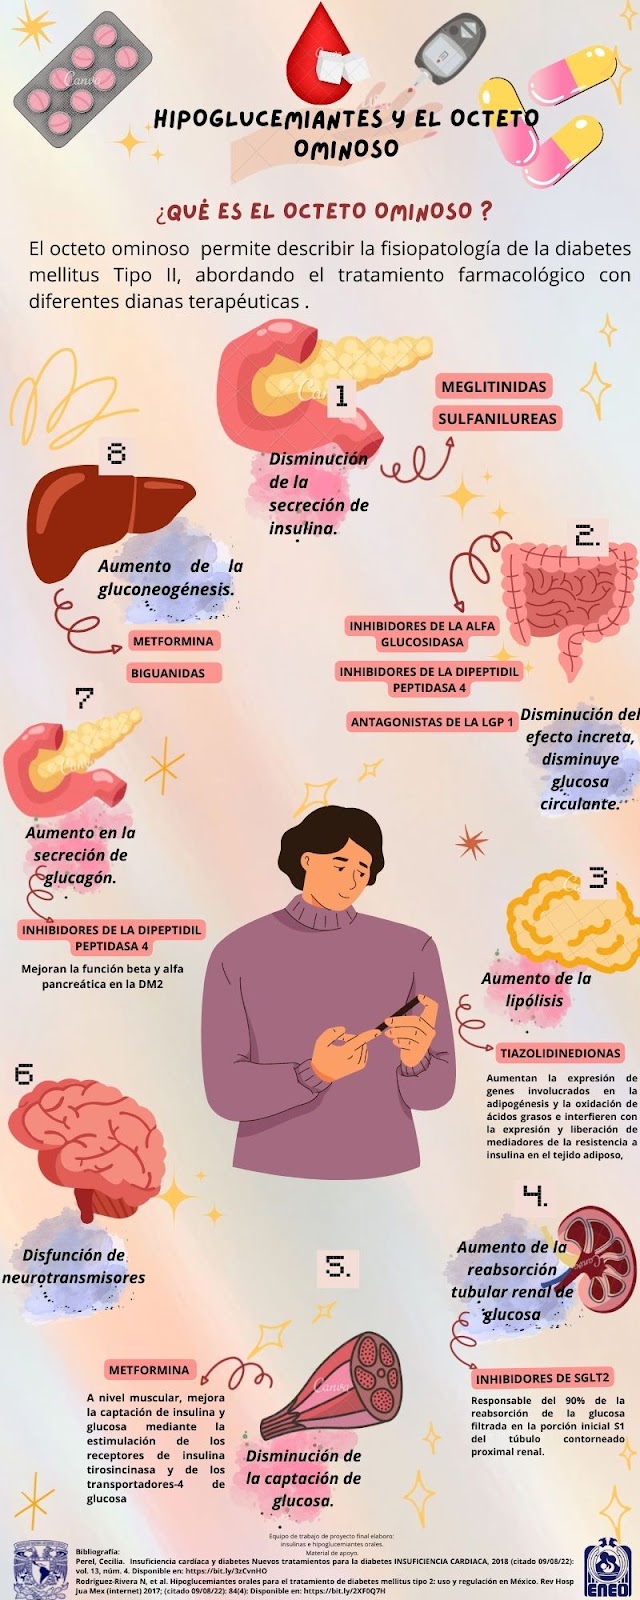 HIPOGLUCEMIANTES Y EL OCTETO
OMINOSO
¿QUÉ ES EL OCTETO OMINOSO ?
El octeto ominoso permite describir la fisiopatología de la diabetes
mellitus Tipo II, abordando el tratamiento farmacológico con
diferentes dianas terapéuticas .
1
MEGLITINIDAS
SULFANILUREAS
Disminución
de la
secreción de
insulina.
8
Aumento de la
gluconeogénesis.
METFORMINA
BIGUANIDAS
2.
INHIBIDORES DE LA ALFA
GLUCOSIDASA
INHIBIDORES DE LA DIPEPTIDIL
PEPTIDASA 4
ANTAGONISTAS DE LA LGP 1
Disminución del
efecto increta,
disminuye
glucosa
circulante.
7
Aumento en la
secreción de
glucagón.
INHIBIDORES DE LA DIPEPTIDIL
PEPTIDASA 4
Mejoran la función beta y alfa
pancreática en la DM2
3
Aumento de la
lipólisis
TIAZOLIDINEDIONAS
Aumentan la expresión de
genes involucrados en la
adipogénesis y la oxidación de
ácidos grasos e interfieren con
la expresión y liberación de
mediadores de la resistencia a
insulina en el tejido adiposo,
6
Disfunción de
neurotransmisores
4.
Aumento de la
reabsorción
tubular renal de
glucosa
INHIBIDORES DE SGLT2
Responsable del 90% de la
reabsorción de la glucosa
filtrada en la porción inicial S1
del túbulo contorneado
proximal renal.
5.
METFORMINA
A nivel muscular, mejora
la captación de insulina y
glucosa mediante la
estimulación de los
receptores de insulina
tirosincinasa y de los
transportadores-4 de
glucosa
Disminución de
la captación de
glucosa.
Canva
Equipo de trabajo de proyecto final elaboro:
insulinas e hipoglucemiantes orales.
Material de apoyo.
Bibliografía:
Perel, Cecilia. Insuficiencia cardíaca y diabetes Nuevos tratamientos para la diabetes INSUFICIENCIA CARDIACA, 2018 (citado 09/08/22):
vol. 13, núm. 4. Disponible en: https://bit.ly/3zCvnHO
Rodríguez-Rivera N, et al. Hipoglucemiantes orales para el tratamiento de diabetes mellitus tipo 2: uso y regulación en México. Rev Hosp
Jua Mex (internet) 2017; (citado 09/08/22): 84(4): Disponible en: https://bit.ly/2XF0Q7H
ENEO